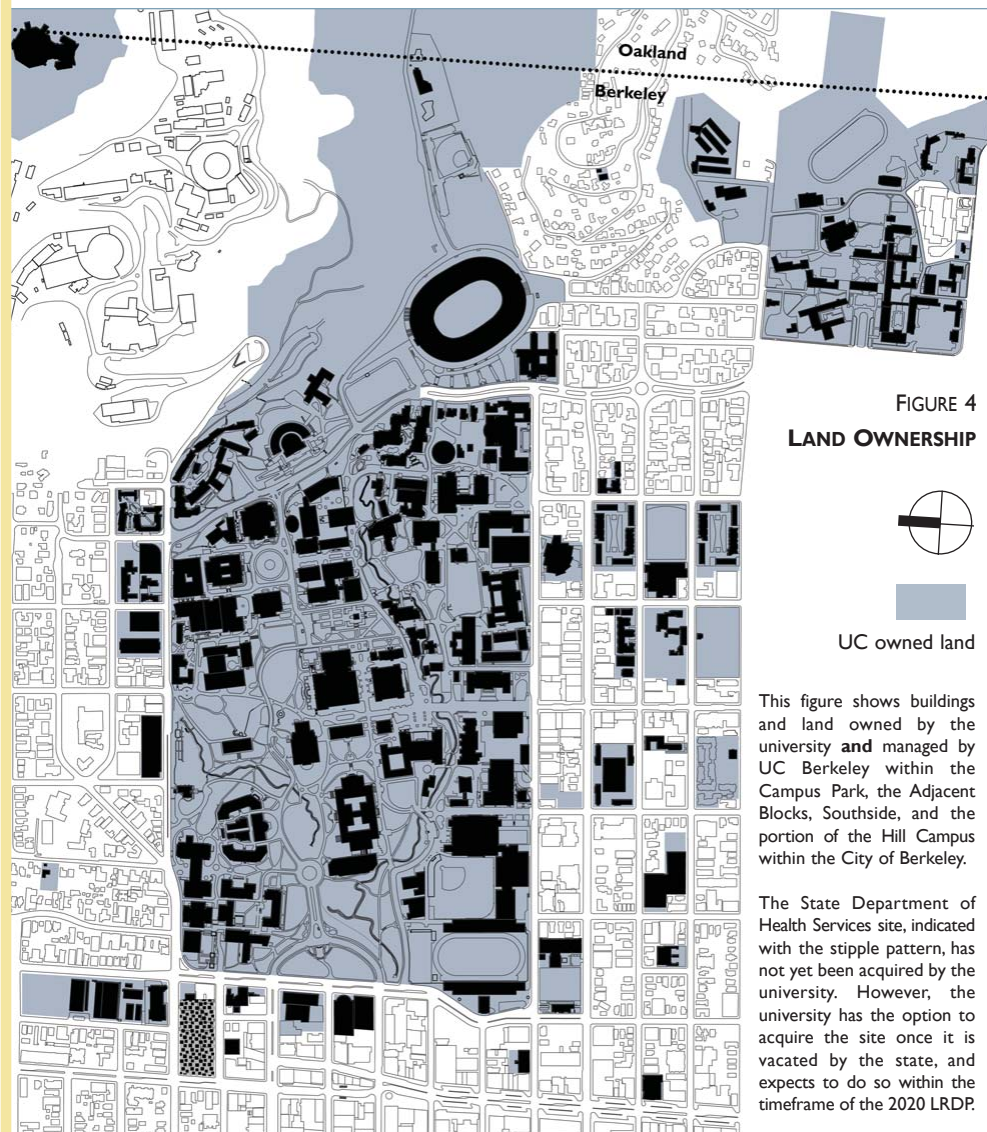 Oakland
Berkeley
FIGURE 4
LAND OWNERSHIP
UC owned land
This figure shows buildings
and land owned by the
university and managed by
UC Berkeley within the
Campus Park, the Adjacent
Blocks, Southside, and the
portion of the Hill Campus
within the City of Berkeley.
The State Department of
Health Services site, indicated
with the stipple pattern, has
not yet been acquired by the
university. However, the
university has the option to
acquire the site once it is
vacated by the state, and
expects to do so within the
timeframe of the 2020 LRDP.